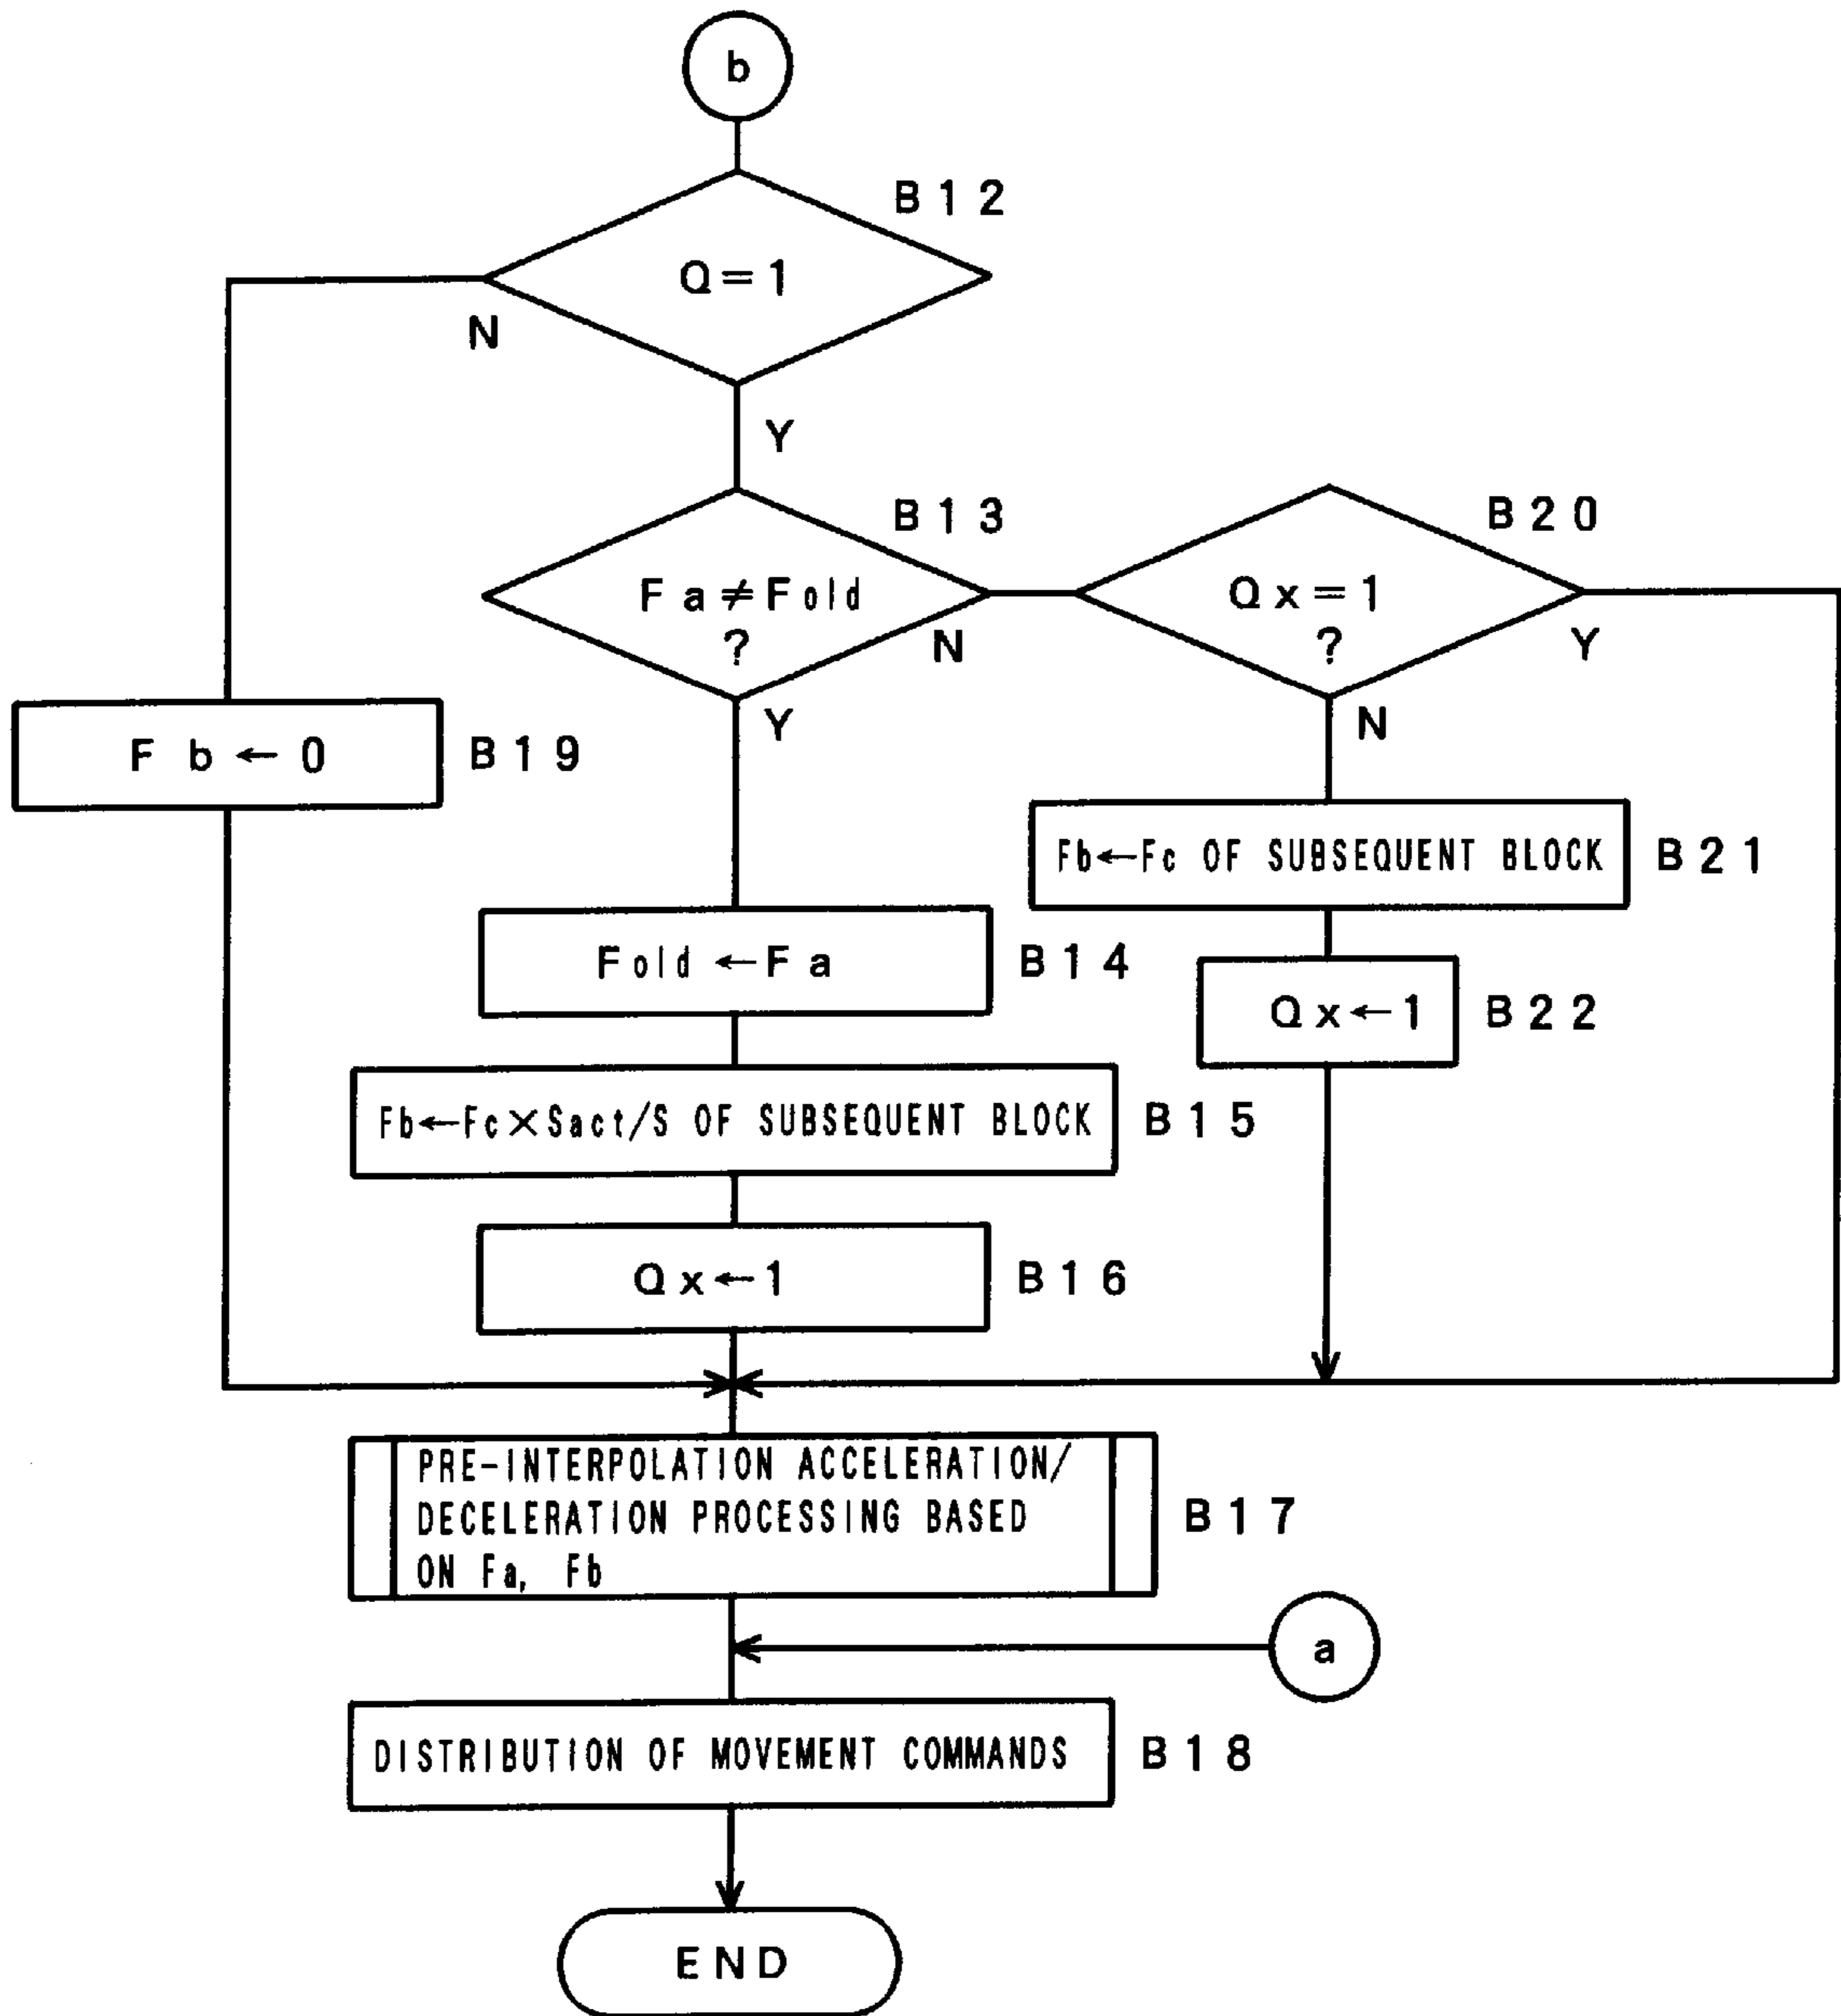 b
B12
Q=1
N
Y
B13
Fa≠Fold
?
N
Y
B20
Qx=1
?
Y
N
Fb←0
B19
Fb←Fc OF SUBSEQUENT BLOCK
B21
Fold←Fa
B14
Qx←1
B22
Fb←Fc×Sact/S OF SUBSEQUENT BLOCK
B15
Qx←1
B16
PRE-INTERPOLATION ACCELERATION/
DECELERATION PROCESSING BASED
ON Fa, Fb
B17
a
DISTRIBUTION OF MOVEMENT COMMANDS
B18
END